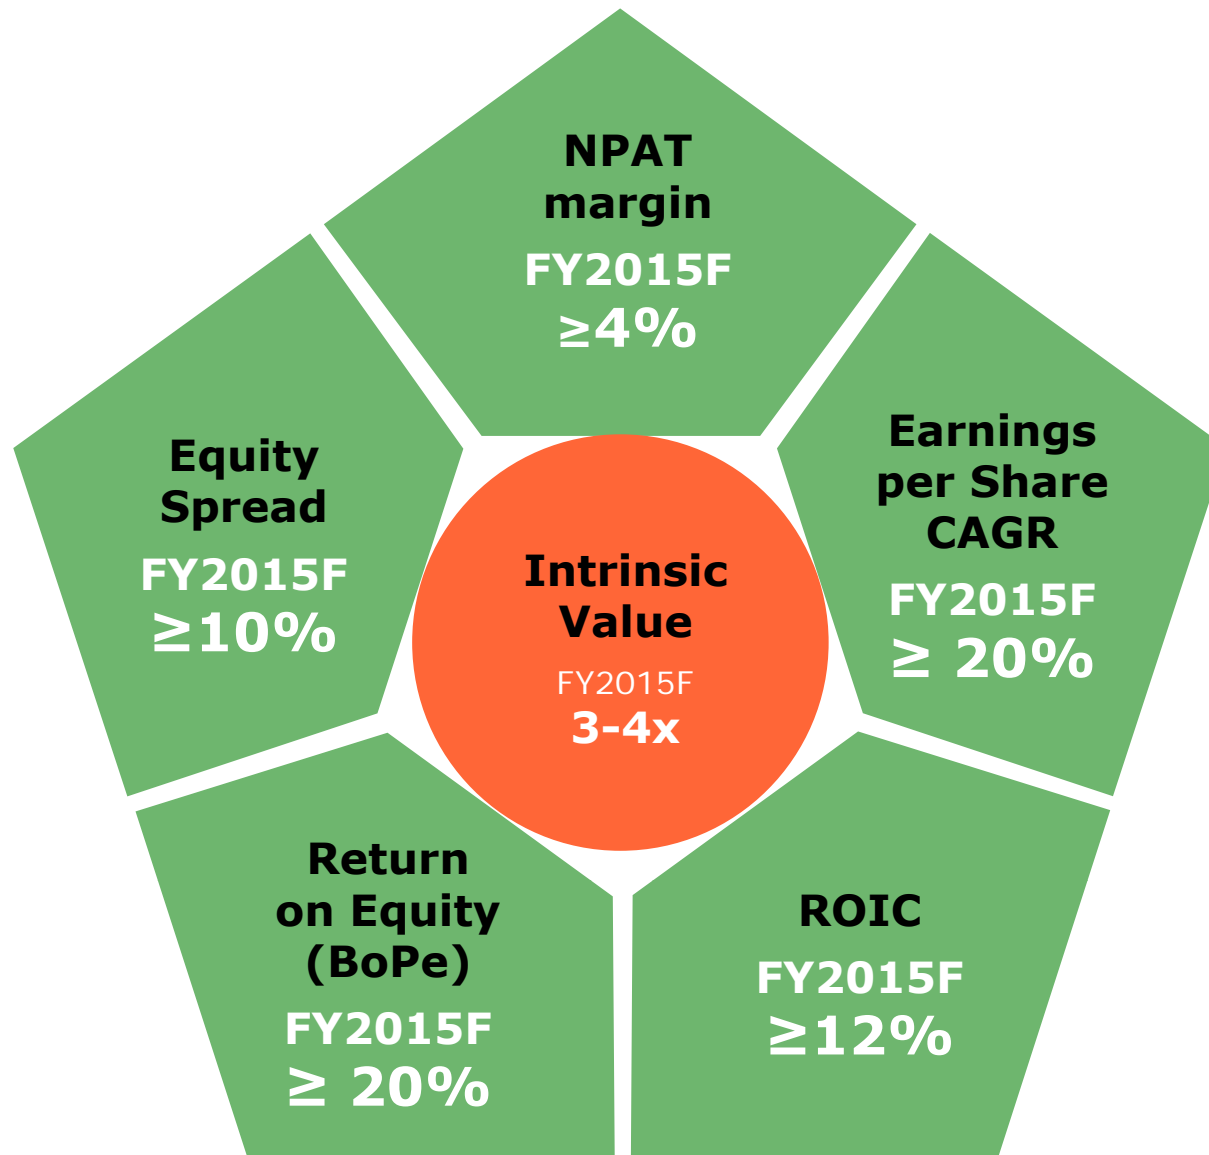 NPAT
margin
FY2015F
≥4%
Equity
Spread
FY2015F
≥10%
Earnings
per Share
CAGR
FY2015F
≥ 20%
Intrinsic
Value
FY2015F
3-4x
Return
on Equity
(BoPe)
FY2015F
≥ 20%
ROIC
FY2015F
≥12%